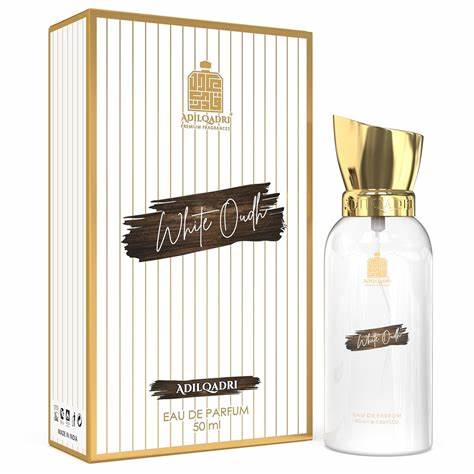 ADILQADRI®
PREMIUM FRAGRANCES
White Oudh
ADILQADRI
EAU DE PARFUM
50 ml
MADE IN INDIA
ADILQADRI
White Oudh
EAU DE PARFUM